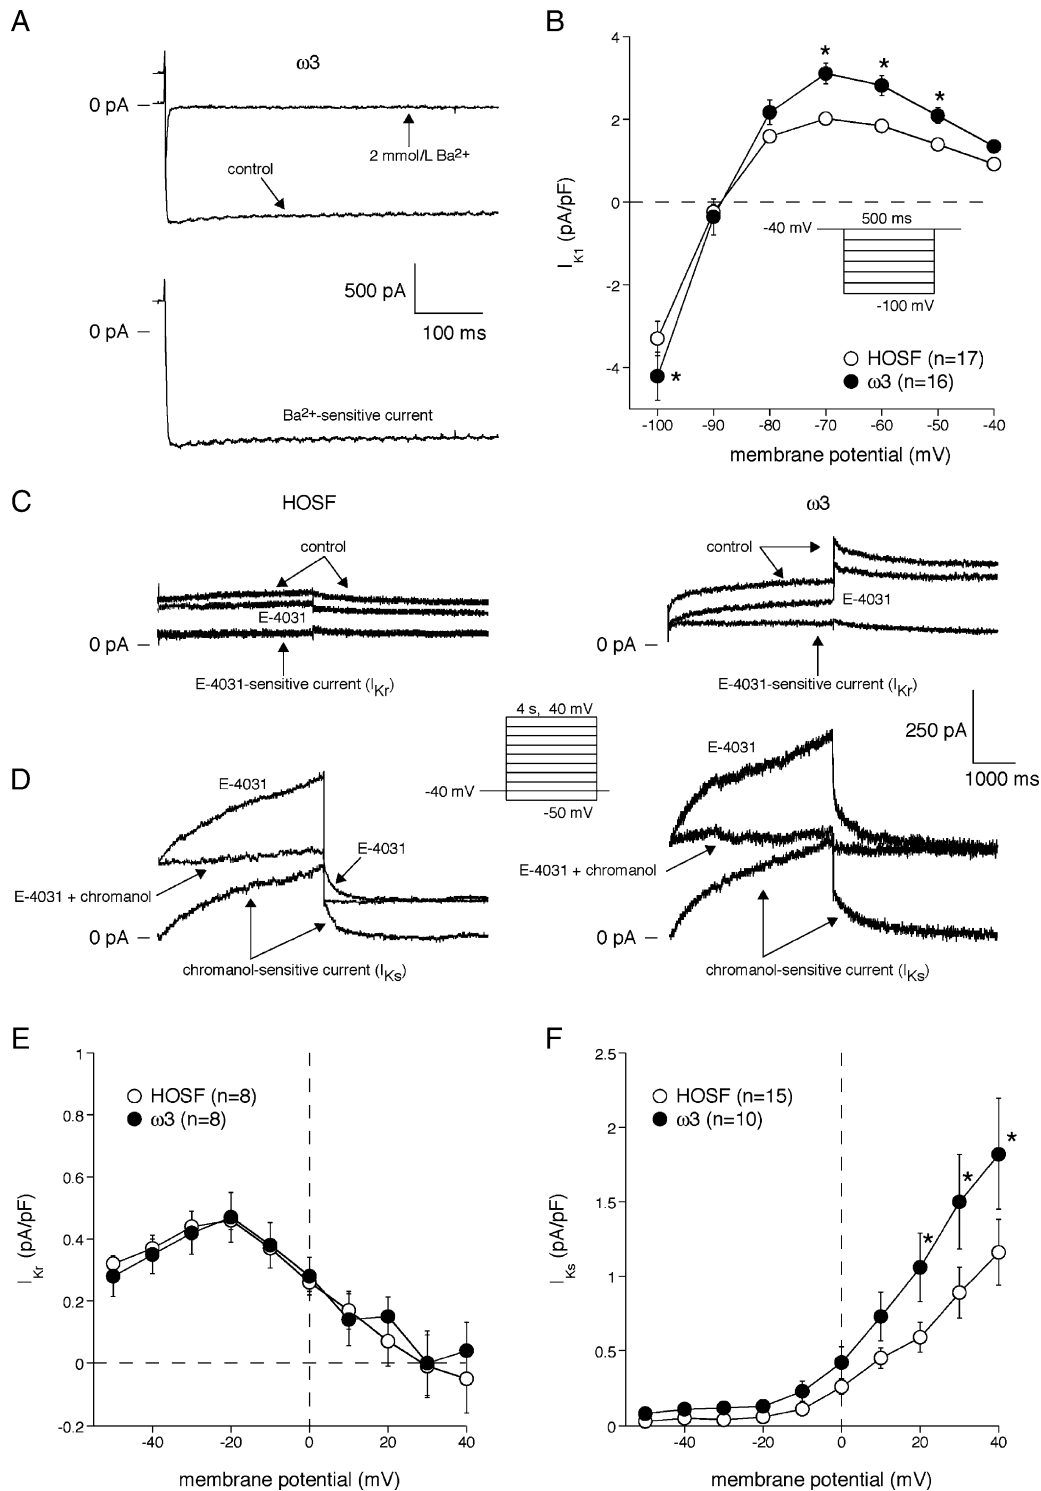 A
ω3
0 pA
2 mmol/L Ba2+
control
500 pA
100 ms
0 pA
Ba2+-sensitive current
B
4
2
0
-2
-4
IK1 (pA/pF)
*
*
*
*
500 ms
-40 mV
-100 mV
HOSF (n=17)
ω3 (n=16)
-100 -90 -80 -70 -60 -50 -40
membrane potential (mV)
C
HOSF
control
E-4031
0 pA
E-4031-sensitive current (IKr)
ω3
control
E-4031
0 pA
E-4031-sensitive current (IKr)
250 pA
1000 ms
4 s, 40 mV
-40 mV
-50 mV
D
E-4031
E-4031
E-4031 + chromanol
0 pA
chromanol-sensitive current (IKs)
E-4031
E-4031 + chromanol
0 pA
chromanol-sensitive current (IKs)
E
1
0.8
0.6
0.4
0.2
0
-0.2
IKr (pA/pF)
HOSF (n=8)
ω3 (n=8)
-40 -20 0 20 40
membrane potential (mV)
F
2.5
2
1.5
1
0.5
0
IKs (pA/pF)
HOSF (n=15)
ω3 (n=10)
*
*
*
-40 -20 0 20 40
membrane potential (mV)